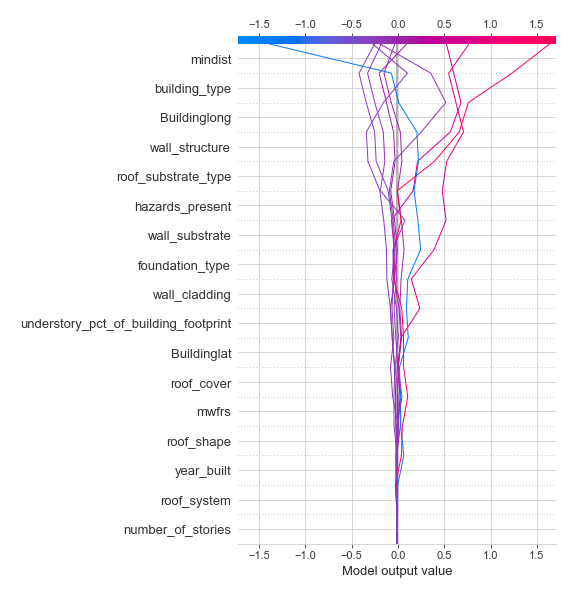 −1.5 −1.0 −0.5 0.0 0.5 1.0 1.5
mindist
building_type
Buildinglong
wall_structure
roof_substrate_type
hazards_present
wall_substrate
foundation_type
wall_cladding
understory_pct_of_building_footprint
Buildinglat
roof_cover
mwfrs
roof_shape
year_built
roof_system
number_of_stories
−1.5 −1.0 −0.5 0.0 0.5 1.0 1.5
Model output value